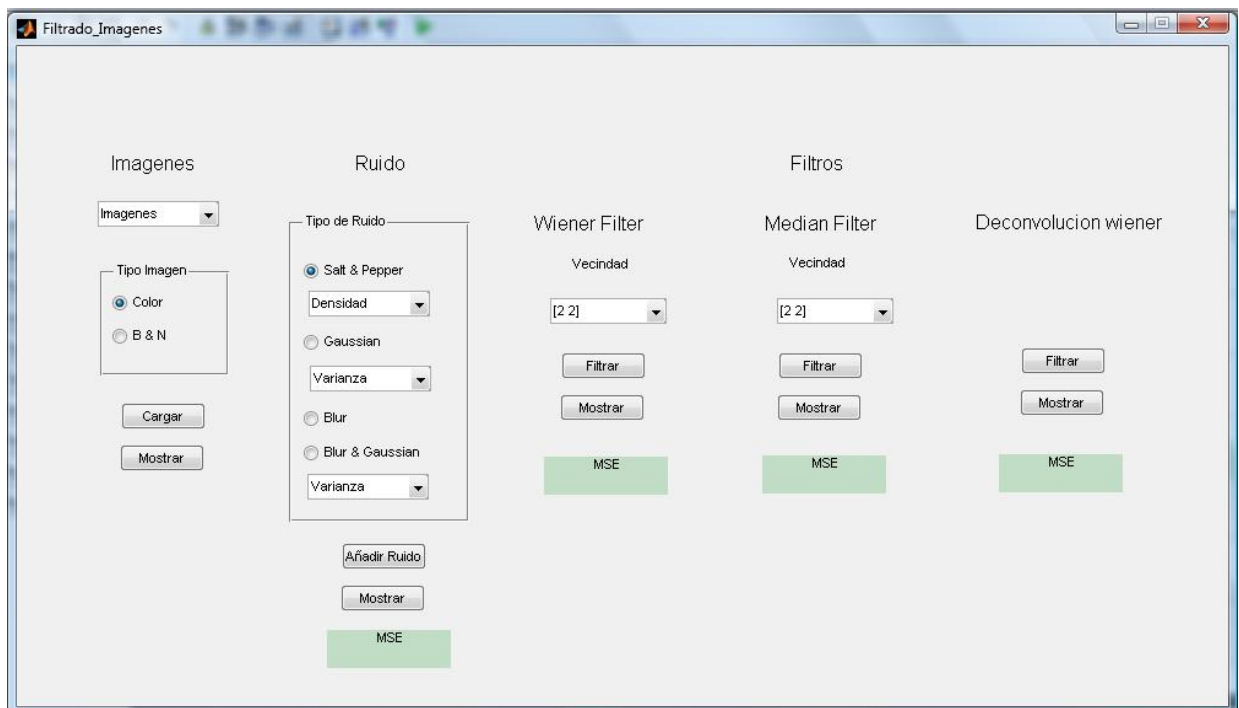 Filtrado_Imagenes
Imagenes
Imagenes
Tipo Imagen
Color
B & N
Cargar
Mostrar
Ruido
Tipo de Ruido
Salt & Pepper
Densidad
Gaussian
Varianza
Blur
Blur & Gaussian
Varianza
Añadir Ruido
Mostrar
MSE
Filtros
Wiener Filter
Vecindad
[2 2]
Filtrar
Mostrar
MSE
Median Filter
Vecindad
[2 2]
Filtrar
Mostrar
MSE
Deconvolucion wiener
Filtrar
Mostrar
MSE